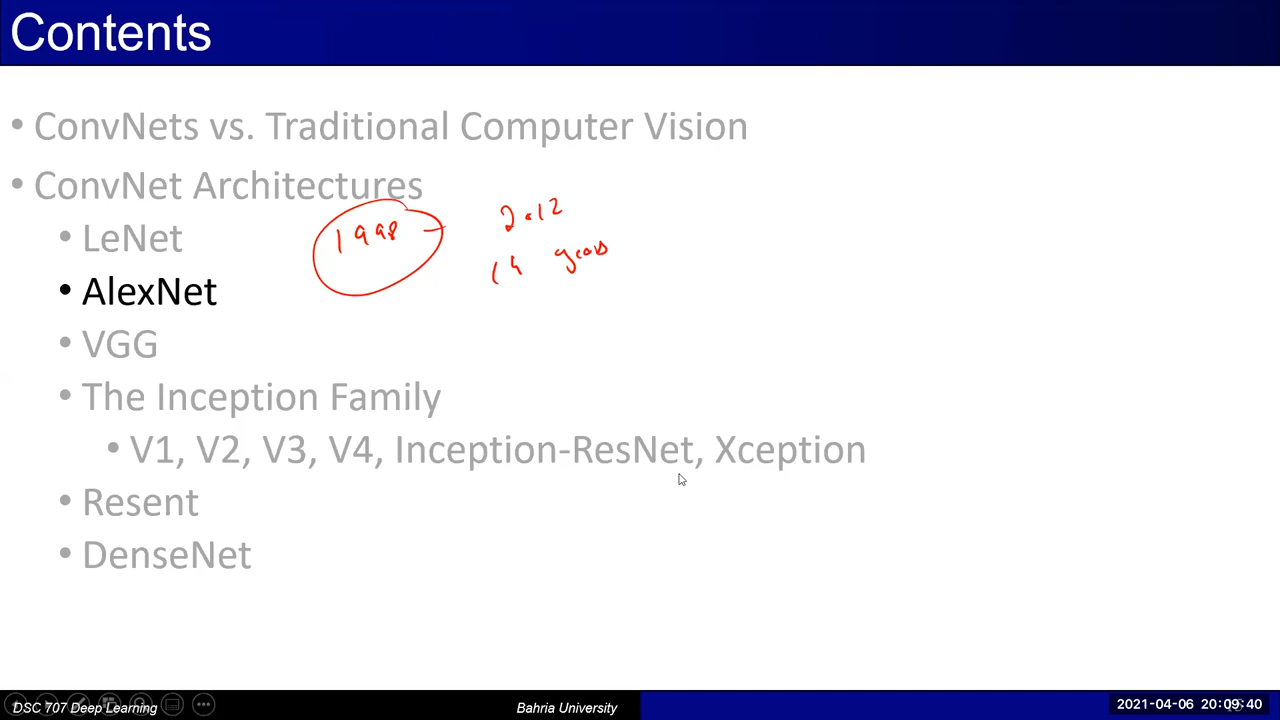 Contents
• ConvNets vs. Traditional Computer Vision
• ConvNet Architectures
• LeNet
1998 - 2012
14 years
• AlexNet
• VGG
• The Inception Family
• V1, V2, V3, V4, Inception-ResNet, Xception
• Resent
• DenseNet
DSC 707 Deep Learning
Bahria University
2021-04-06 20:09:40